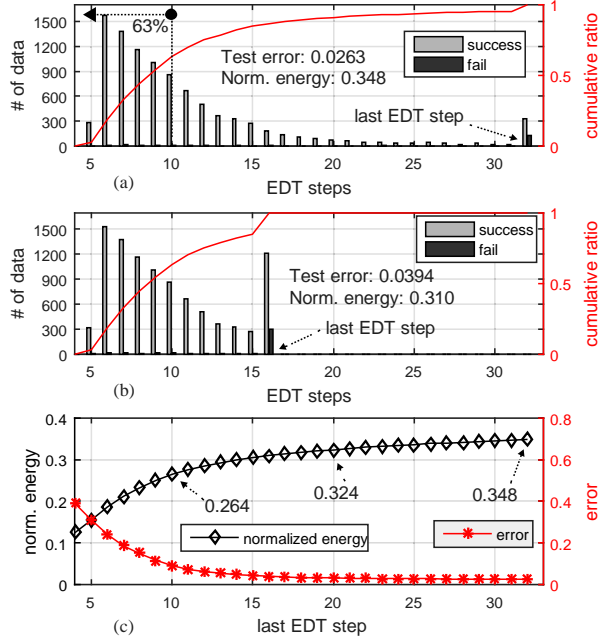 1500
1200
900
600
300
0
# of data
63%
Test error: 0.0263
Norm. energy: 0.348
success
fail
last EDT step
1
0.5
0
cumulative ratio
5 10 15 20 25 30
(a) EDT steps
1500
1200
900
600
300
0
# of data
success
fail
Test error: 0.0394
Norm. energy: 0.310
last EDT step
1
0.5
0
cumulative ratio
5 10 15 20 25 30
(b) EDT steps
0.4
0.3
0.2
0.1
0
norm. energy
0.264
0.324
0.348
normalized energy
error
0.8
0.6
0.4
0.2
0
error
5 10 15 20 25 30
(c) last EDT step